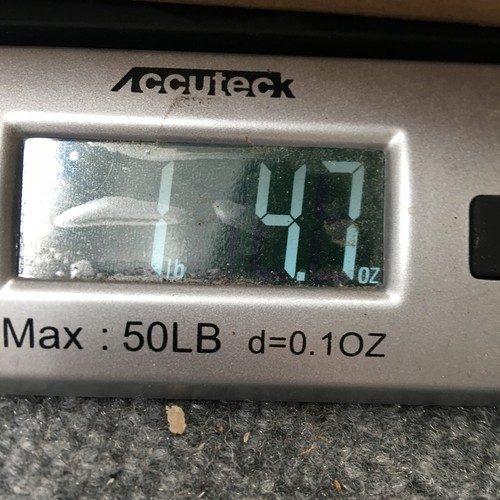 Accuteck
1 lb 4.7 oz
Max : 50LB d=0.1OZ